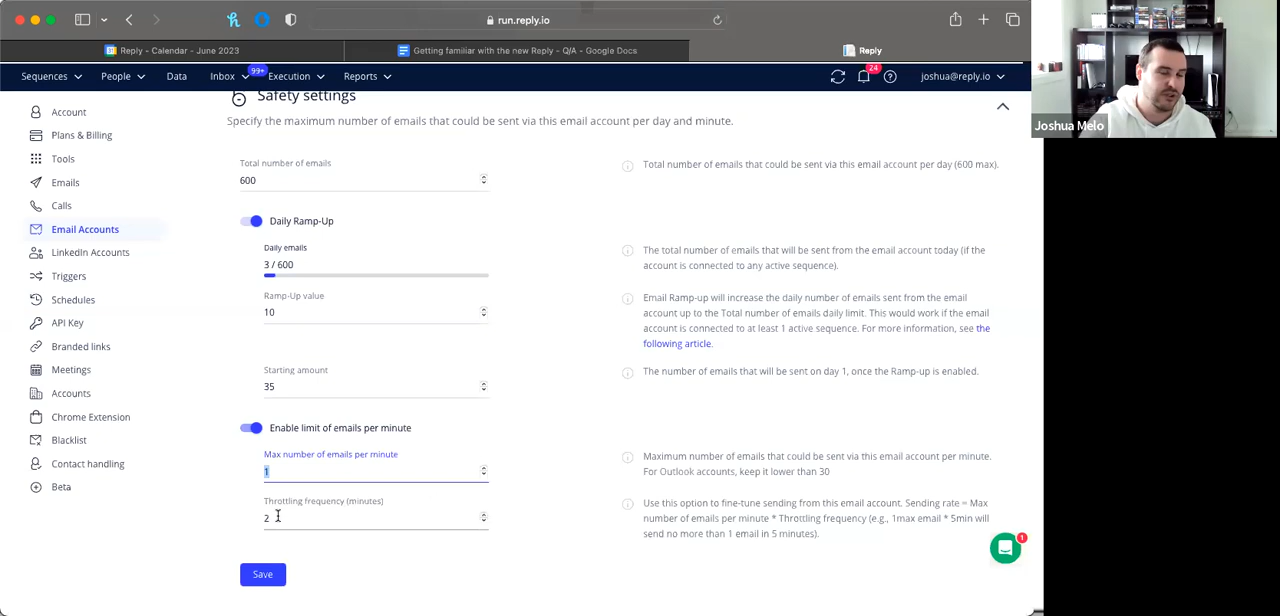 run.reply.io
Reply - Calendar - June 2023
Getting familiar with the new Reply - Q/A - Google Docs
Reply
Sequences
People
Data
Inbox
99+
Execution
Reports
24
joshua@reply.io
Account
Plans & Billing
Tools
Emails
Calls
Email Accounts
LinkedIn Accounts
Triggers
Schedules
API Key
Branded links
Meetings
Accounts
Chrome Extension
Blacklist
Contact handling
Beta
Safety settings
Specify the maximum number of emails that could be sent via this email account per day and minute.
Total number of emails
600
Total number of emails that could be sent via this email account per day (600 max).
Daily Ramp-Up
Daily emails
3 / 600
The total number of emails that will be sent from the email account today (if the
account is connected to any active sequence).
Ramp-Up value
10
Email Ramp-up will increase the daily number of emails sent from the email
account up to the Total number of emails daily limit. This would work if the email
account is connected to at least 1 active sequence. For more information, see the
following article.
Starting amount
35
The number of emails that will be sent on day 1, once the Ramp-up is enabled.
Enable limit of emails per minute
Max number of emails per minute
1
Maximum number of emails that could be sent via this email account per minute.
For Outlook accounts, keep it lower than 30
Throttling frequency (minutes)
2
Use this option to fine-tune sending from this email account. Sending rate = Max
number of emails per minute * Throttling frequency (e.g., 1max email * 5min will
send no more than 1 email in 5 minutes).
Save
1
Joshua Melo